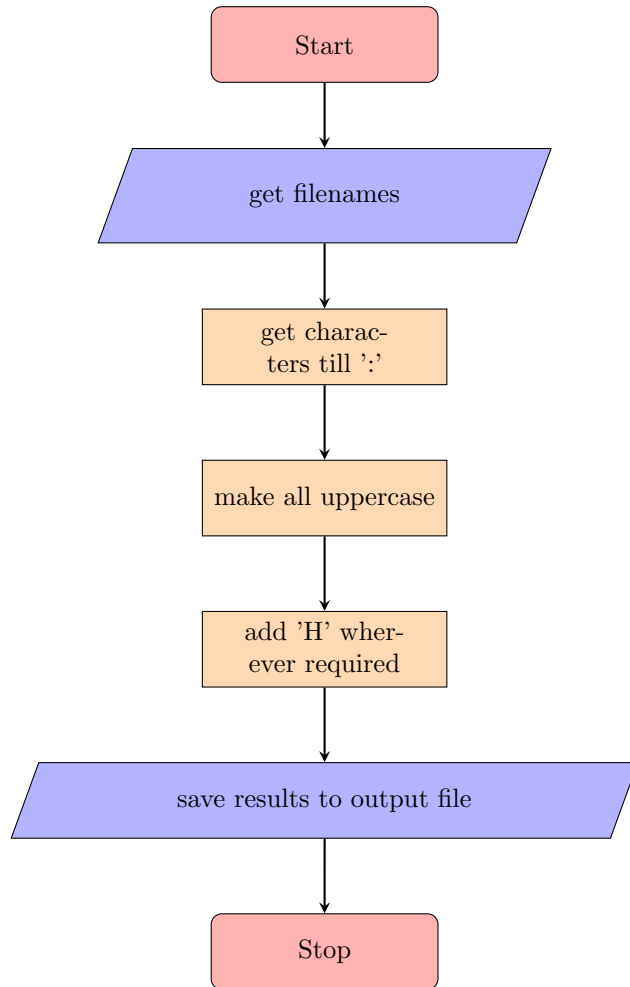 Start
get filenames
get charac-
ters till ':'
make all uppercase
add 'H' wher-
ever required
save results to output file
Stop